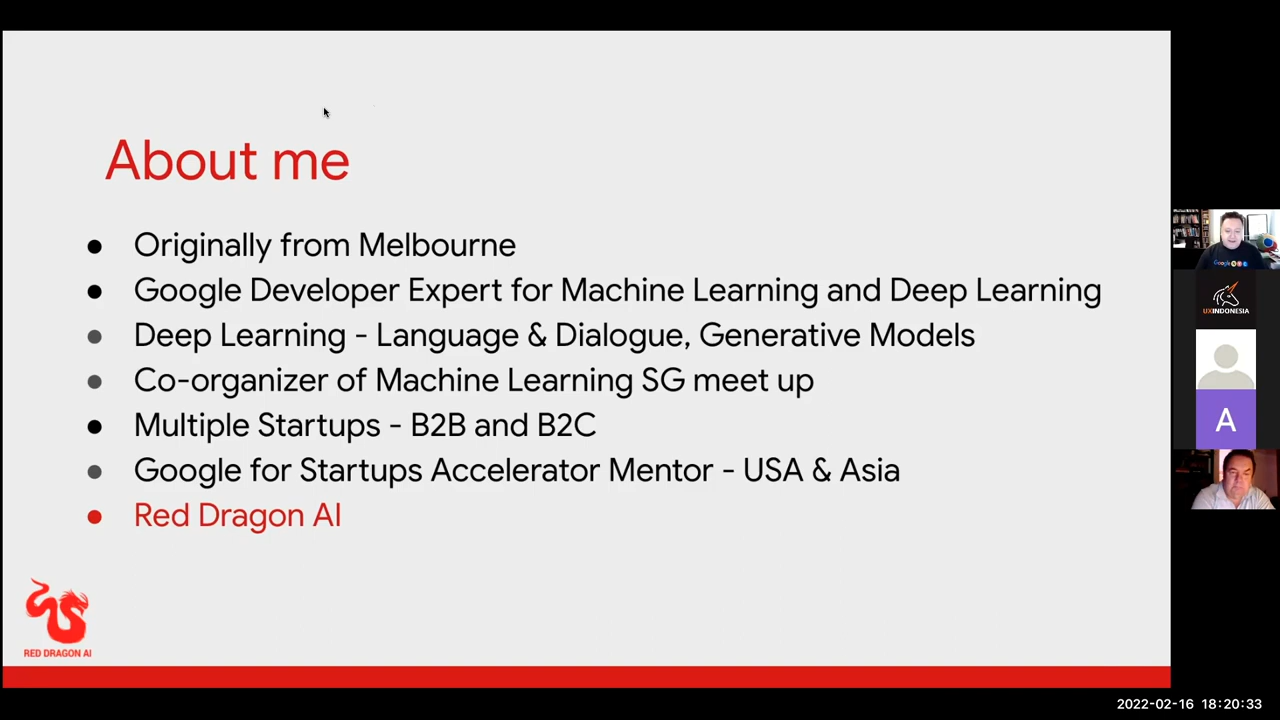 About me
Originally from Melbourne
Google Developer Expert for Machine Learning and Deep Learning
Deep Learning - Language & Dialogue, Generative Models
Co-organizer of Machine Learning SG meet up
Multiple Startups - B2B and B2C
Google for Startups Accelerator Mentor - USA & Asia
Red Dragon AI
RED DRAGON AI
Google
UXINDONESIA
A
2022-02-16 18:20:33